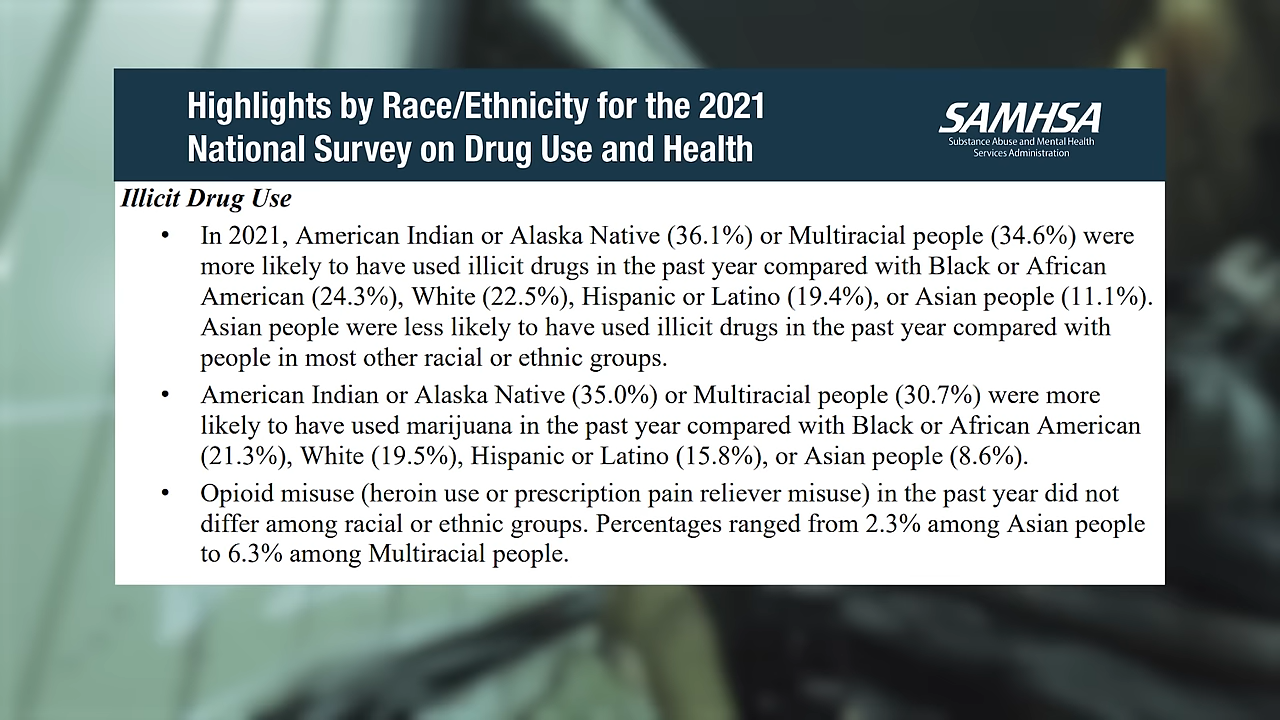 Highlights by Race/Ethnicity for the 2021
National Survey on Drug Use and Health
SAMHSA
Substance Abuse and Mental Health
Services Administration
Illicit Drug Use
• In 2021, American Indian or Alaska Native (36.1%) or Multiracial people (34.6%) were
more likely to have used illicit drugs in the past year compared with Black or African
American (24.3%), White (22.5%), Hispanic or Latino (19.4%), or Asian people (11.1%).
Asian people were less likely to have used illicit drugs in the past year compared with
people in most other racial or ethnic groups.
• American Indian or Alaska Native (35.0%) or Multiracial people (30.7%) were more
likely to have used marijuana in the past year compared with Black or African American
(21.3%), White (19.5%), Hispanic or Latino (15.8%), or Asian people (8.6%).
• Opioid misuse (heroin use or prescription pain reliever misuse) in the past year did not
differ among racial or ethnic groups. Percentages ranged from 2.3% among Asian people
to 6.3% among Multiracial people.